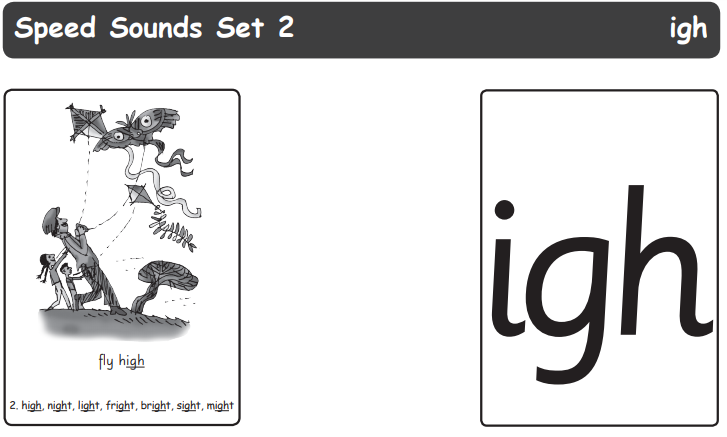 Speed Sounds Set 2 igh
fly high
2. high, night, light, fright, bright, sight, might
igh